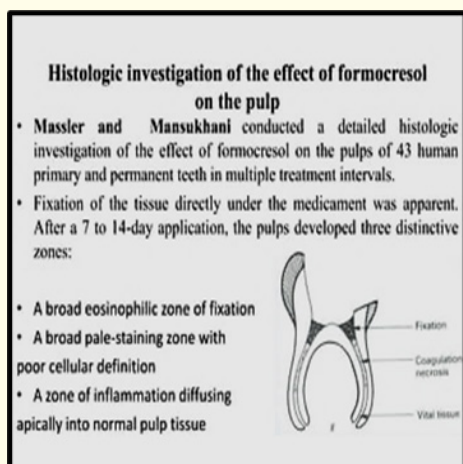 Histologic investigation of the effect of formocresol
on the pulp
• Massler and Mansukhani conducted a detailed histologic
investigation of the effect of formocresol on the pulps of 43 human
primary and permanent teeth in multiple treatment intervals.
• Fixation of the tissue directly under the medicament was apparent.
After a 7 to 14-day application, the pulps developed three distinctive
zones:
• A broad eosinophilic zone of fixation
• A broad pale-staining zone with
poor cellular definition
• A zone of inflammation diffusing
apically into normal pulp tissue
Fixation
Coagulation
necrosis
Vital tissue